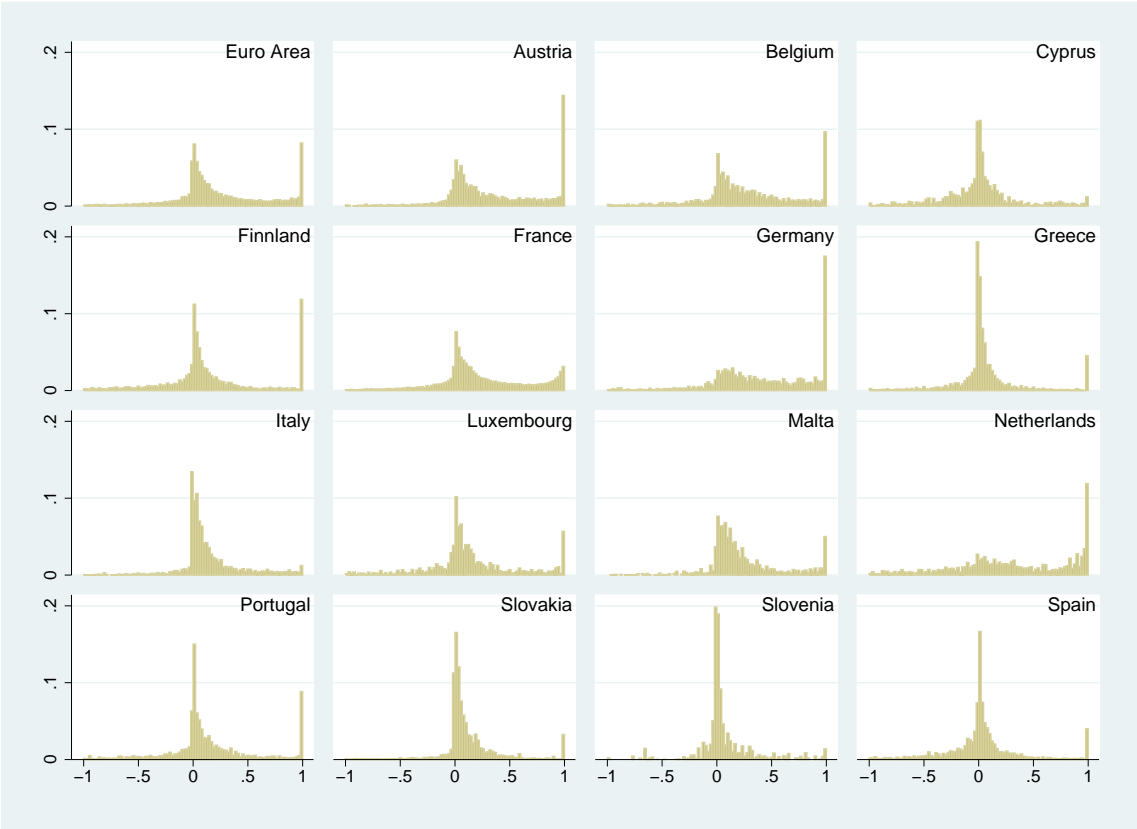 .2 Euro Area Austria Belgium Cyprus
.1
0
.2 Finnland France Germany Greece
.1
0
.2 Italy Luxembourg Malta Netherlands
.1
0
.2 Portugal Slovakia Slovenia Spain
.1
0
−1 −.5 0 .5 1 −1 −.5 0 .5 1 −1 −.5 0 .5 1 −1 −.5 0 .5 1